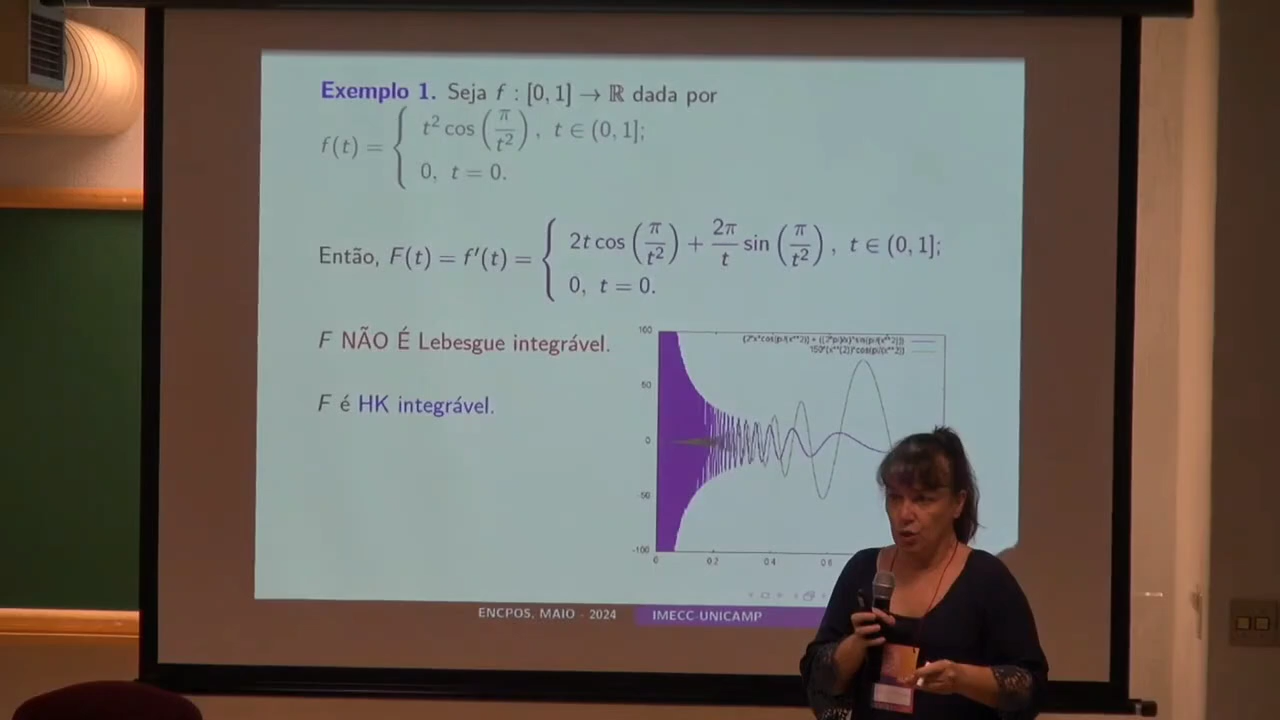 Exemplo 1. Seja f : [0, 1] → ℝ dada por
f(t) = { t² cos (π/t²), t ∈ (0, 1];
0, t = 0.
Então, F(t) = f′(t) = { 2t cos (π/t²) + 2π/t sin (π/t²), t ∈ (0, 1];
0, t = 0.
F NÃO É Lebesgue integrável.
F é HK integrável.
100
50
0
-50
-100
0 0.2 0.4 0.6
ENCPOS, MAIO - 2024 IMECC-UNICAMP